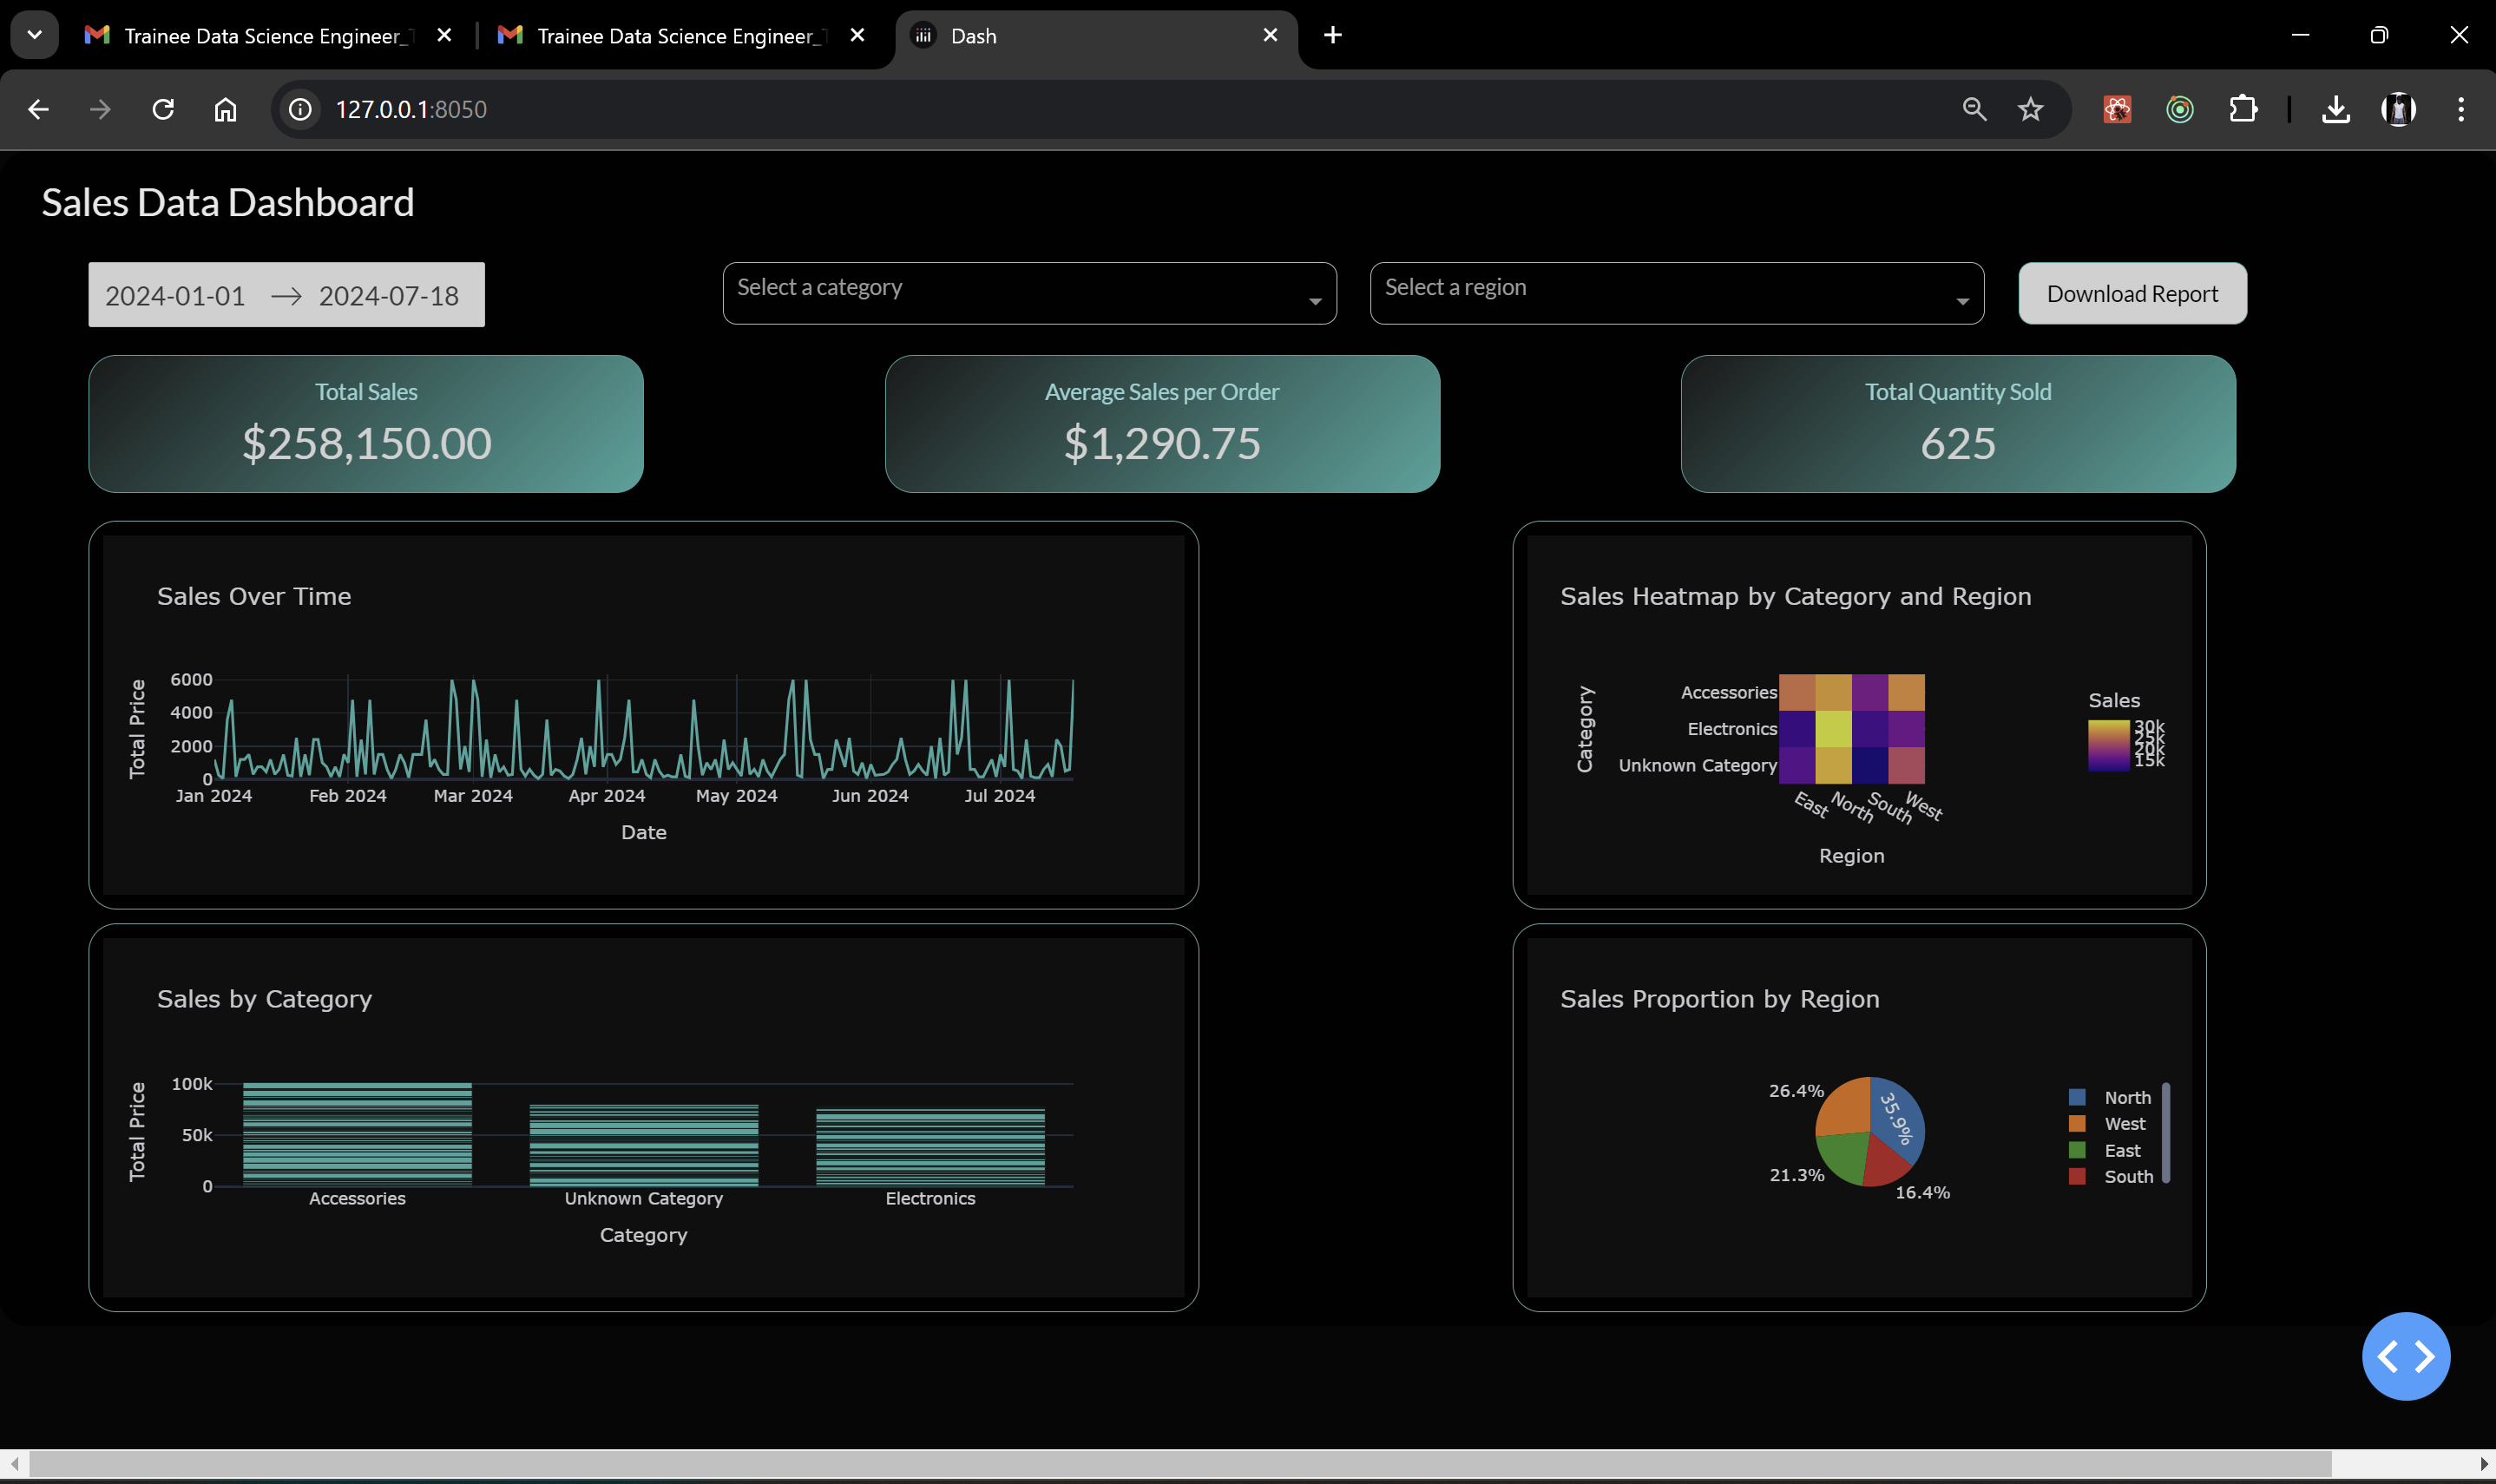 Trainee Data Science Engineer_
Trainee Data Science Engineer_
Dash
127.0.0.1:8050
Sales Data Dashboard
2024-01-01 → 2024-07-18
Select a category
Select a region
Download Report
Total Sales
$258,150.00
Average Sales per Order
$1,290.75
Total Quantity Sold
625
Sales Over Time
Total Price
6000
4000
2000
0
Jan 2024 Feb 2024 Mar 2024 Apr 2024 May 2024 Jun 2024 Jul 2024
Date
Sales Heatmap by Category and Region
Category
Accessories
Electronics
Unknown Category
East North South West
Region
Sales
30k
25k
20k
15k
Sales by Category
Total Price
100k
50k
0
Accessories Unknown Category Electronics
Category
Sales Proportion by Region
35.9%
26.4%
21.3%
16.4%
North
West
East
South